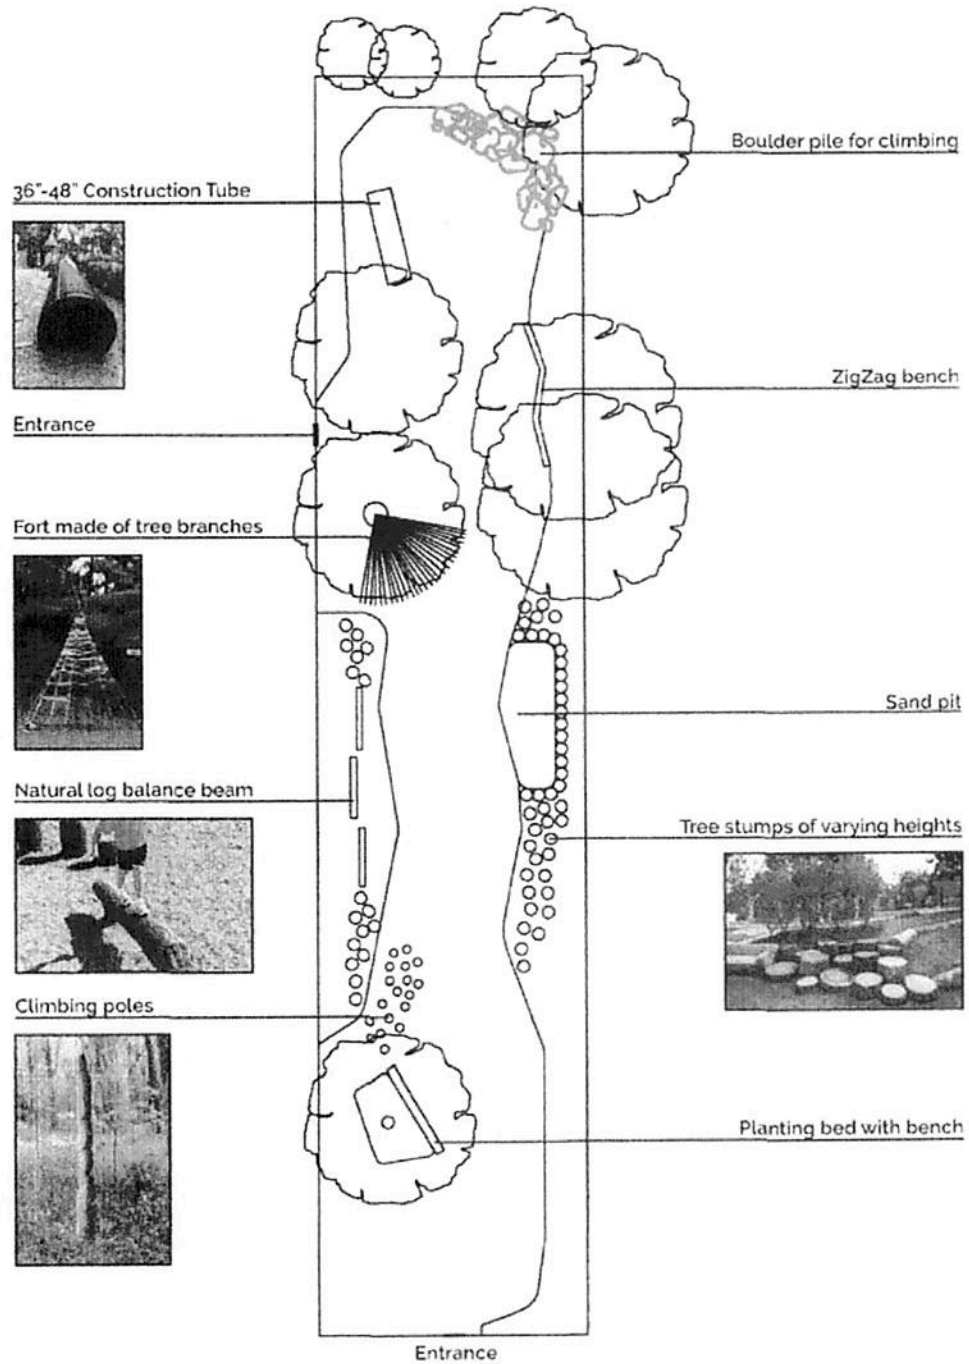 Boulder pile for climbing
36"-48" Construction Tube
ZigZag bench
Entrance
Fort made of tree branches
Sand pit
Natural log balance beam
Tree stumps of varying heights
Climbing poles
Planting bed with bench
Entrance